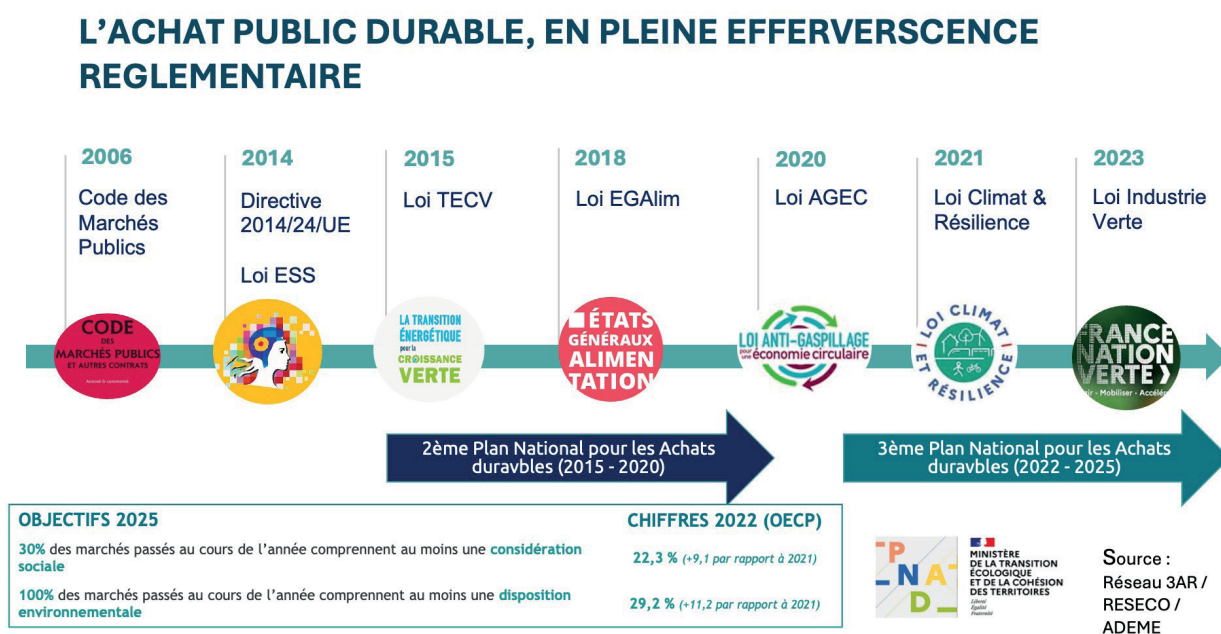 L'ACHAT PUBLIC DURABLE, EN PLEINE EFFERVERSCENCE
REGLEMENTAIRE
2006
Code des
Marchés
Publics
2014
Directive
2014/24/UE
Loi ESS
2015
Loi TECV
2018
Loi EGAlim
2020
Loi AGEC
2021
Loi Climat &
Résilience
2023
Loi Industrie
Verte
CODE
DES
MARCHÉS PUBLICS
ET AUTRES CONTRATS
LA TRANSITION
ÉNERGÉTIQUE
pour la
CROISSANCE
VERTE
ÉTATS
GÉNÉRAUX
ALIMEN
TATION
LOI ANTI-GASPILLAGE
pour une économie circulaire
LOI CLIMAT
ET RÉSILIENCE
FRANCE
NATION
VERTE
Mobiliser - Accélé
2ème Plan National pour les Achats
duravbles (2015 - 2020)
3ème Plan National pour les Achats
duravbles (2022 - 2025)
OBJECTIFS 2025
CHIFFRES 2022 (OECP)
30% des marchés passés au cours de l'année comprennent au moins une considération
sociale
22,3 % (+9,1 par rapport à 2021)
100% des marchés passés au cours de l'année comprennent au moins une disposition
environnementale
29,2 % (+11,2 par rapport à 2021)
P
NA
D
MINISTÈRE
DE LA TRANSITION
ÉCOLOGIQUE
ET DE LA COHÉSION
DES TERRITOIRES
Liberté
Égalité
Fraternité
Source :
Réseau 3AR /
RESECO /
ADEME